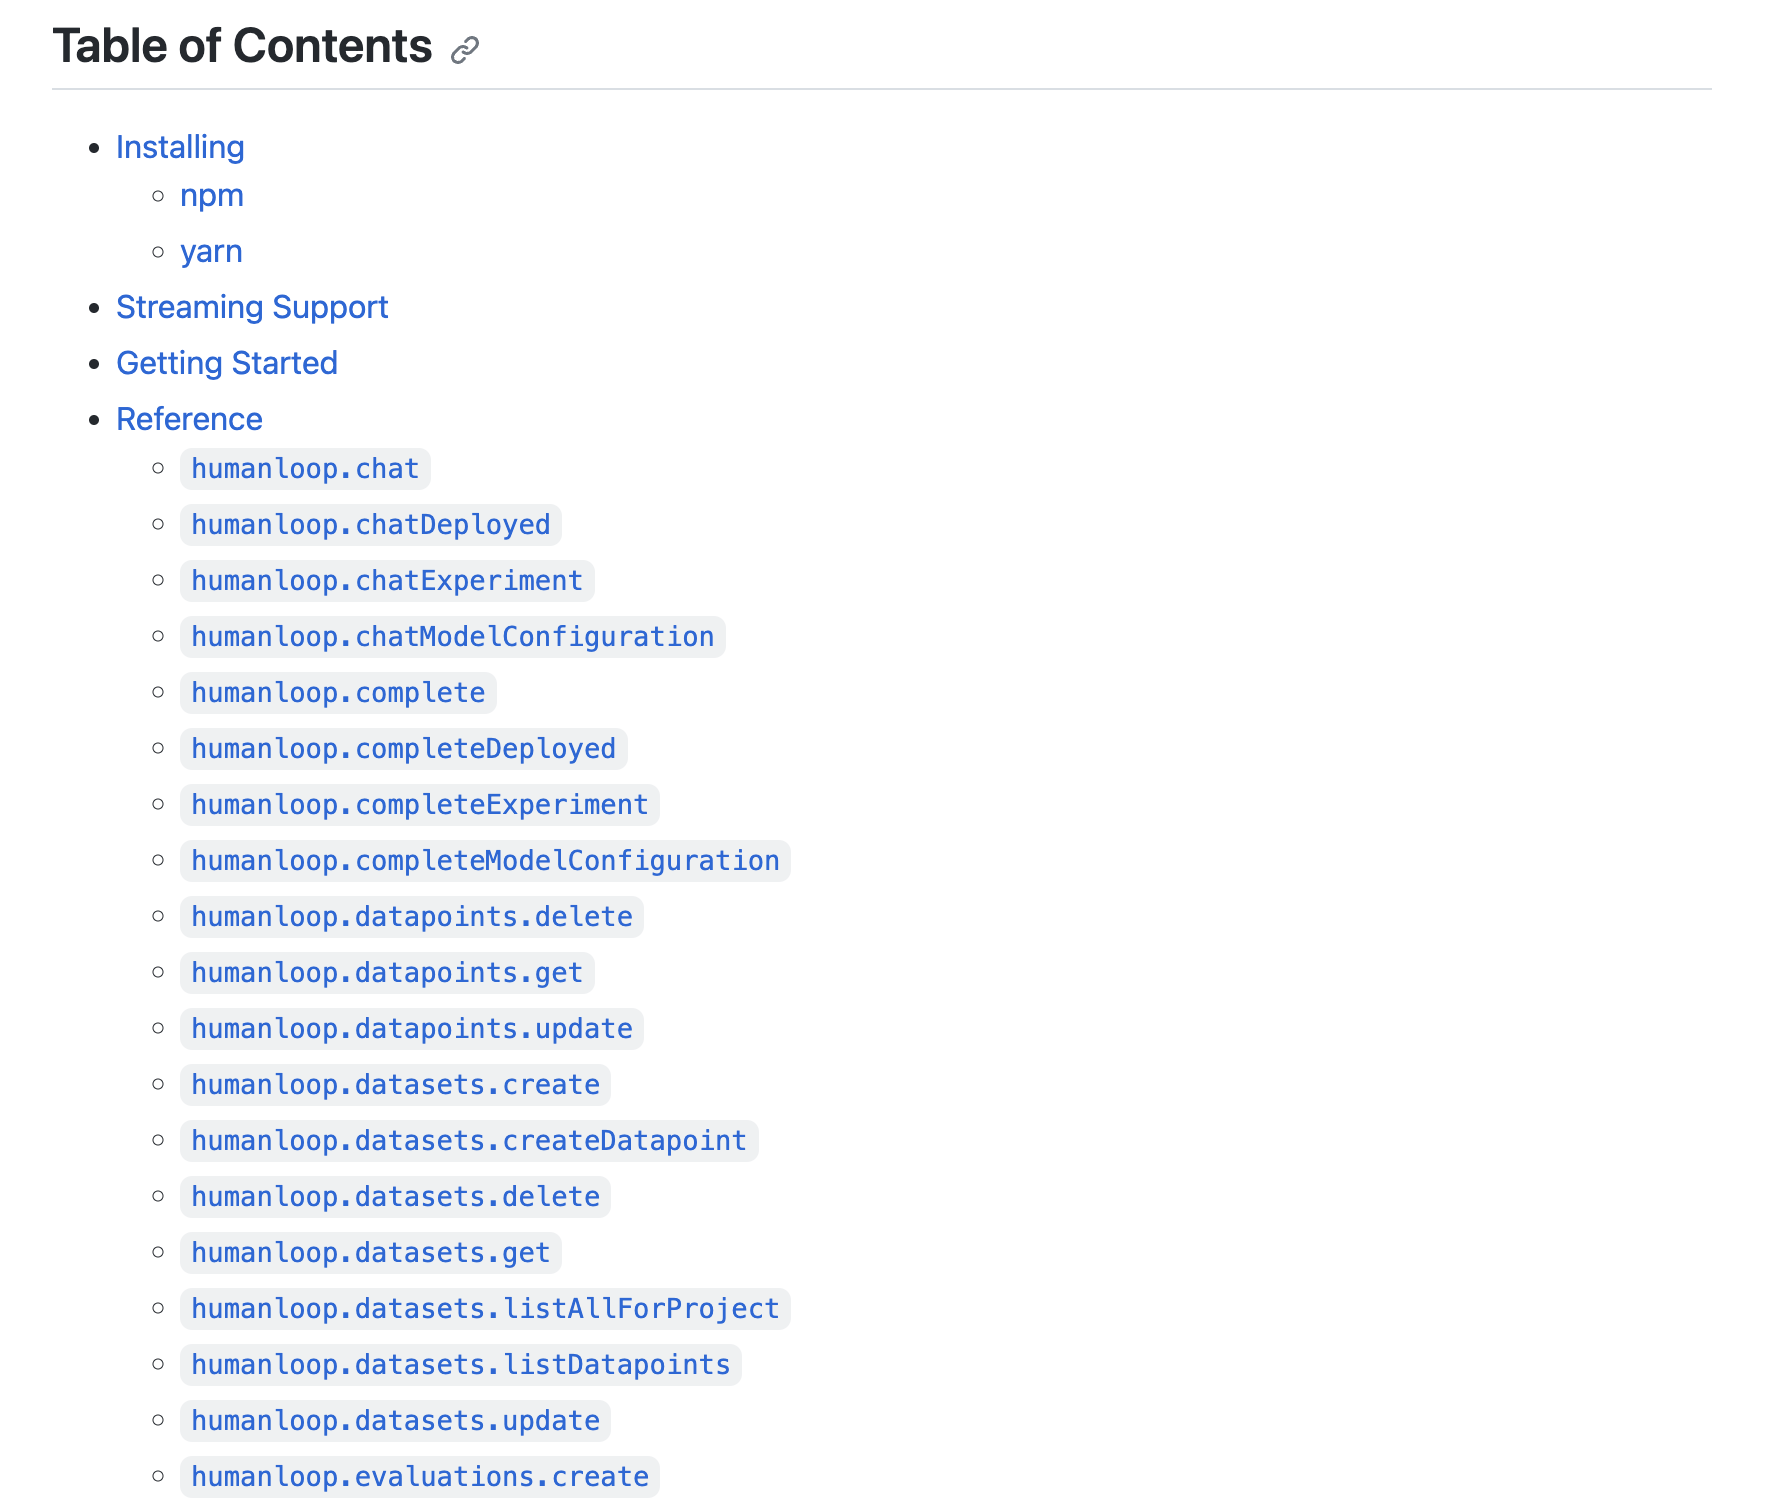 Table of Contents
Installing
npm
yarn
Streaming Support
Getting Started
Reference
humanloop.chat
humanloop.chatDeployed
humanloop.chatExperiment
humanloop.chatModelConfiguration
humanloop.complete
humanloop.completeDeployed
humanloop.completeExperiment
humanloop.completeModelConfiguration
humanloop.datapoints.delete
humanloop.datapoints.get
humanloop.datapoints.update
humanloop.datasets.create
humanloop.datasets.createDatapoint
humanloop.datasets.delete
humanloop.datasets.get
humanloop.datasets.listAllForProject
humanloop.datasets.listDatapoints
humanloop.datasets.update
humanloop.evaluations.create